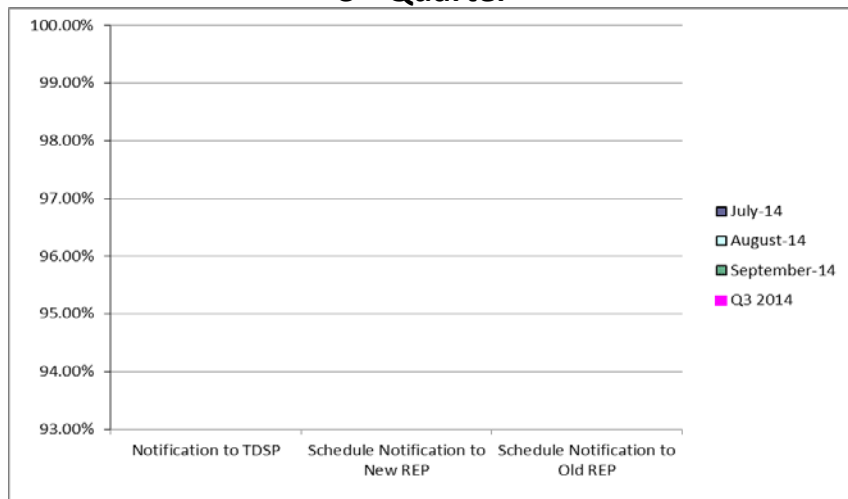 Quarter
100.00%
99.00%
98.00%
97.00%
96.00%
95.00%
94.00%
93.00%
Notification to TDSP
Schedule Notification to
New REP
Schedule Notification to
Old REP
July-14
August-14
September-14
Q3 2014